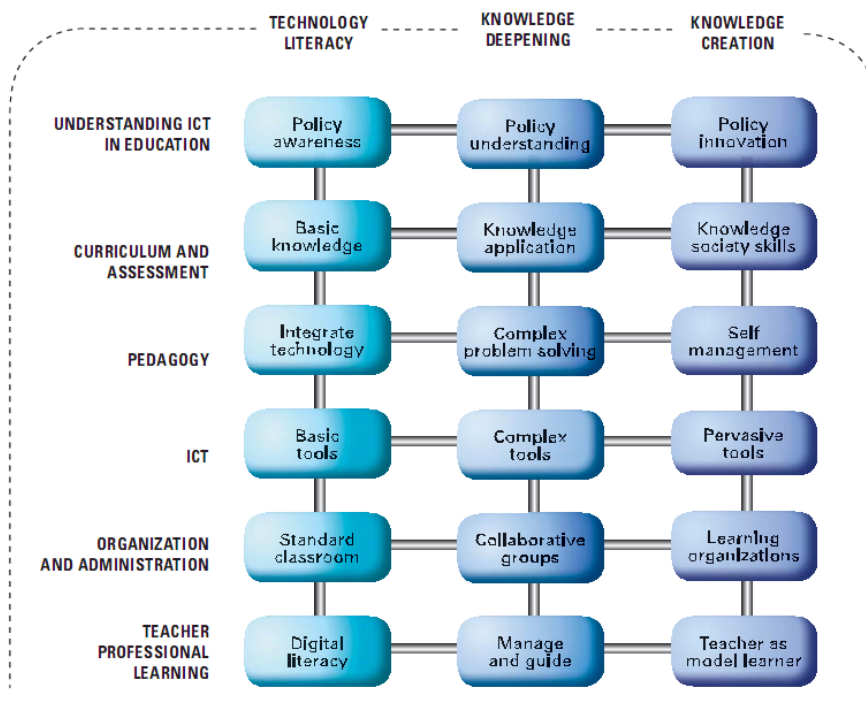 TECHNOLOGY
LITERACY
KNOWLEDGE
DEEPENING
KNOWLEDGE
CREATION
UNDERSTANDING ICT
IN EDUCATION
Policy
awareness
Policy
understanding
Policy
innovation
CURRICULUM AND
ASSESSMENT
Basic
knowledge
Knowledge
application
Knowledge
society skills
PEDAGOGY
Integrate
technology
Complex
problem solving
Self
management
ICT
Basic
tools
Complex
tools
Pervasive
tools
ORGANIZATION
AND ADMINISTRATION
Standard
classroom
Collaborative
groups
Learning
organizations
TEACHER
PROFESSIONAL
LEARNING
Digital
literacy
Manage
and guide
Teacher as
model learner